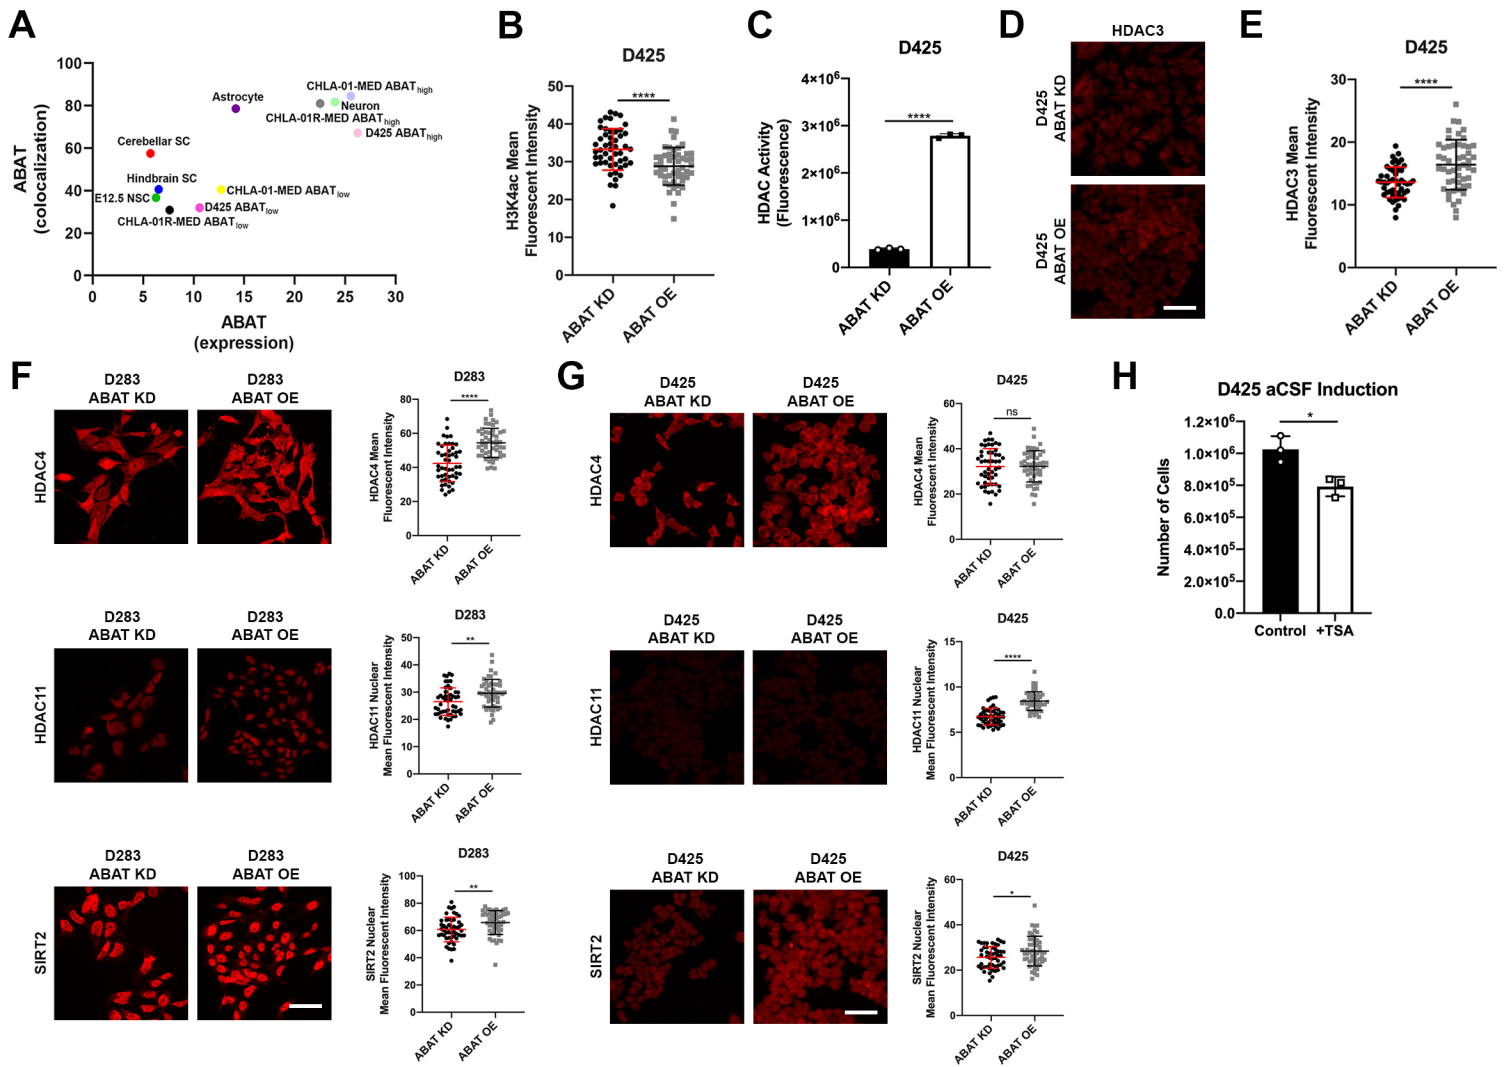 A
ABAT
(colocalization)
100
80
60
40
20
0
0 5 10 15 20 25 30
ABAT
(expression)
CHLA-01-MED ABAThigh
Astrocyte
Neuron
CHLA-01R-MED ABAThigh
D425 ABAThigh
Cerebellar SC
Hindbrain SC
E12.5 NSC
CHLA-01-MED ABATlow
D425 ABATlow
CHLA-01R-MED ABATlow
B
D425
H3K4ac Mean
Fluorescent Intensity
50
40
30
20
10
0
****
ABAT KD
ABAT OE
C
D425
HDAC Activity
(Fluorescence)
4×10⁶
3×10⁶
2×10⁶
1×10⁶
0
****
ABAT KD
ABAT OE
D
HDAC3
D425
ABAT KD
D425
ABAT OE
E
D425
HDAC3 Mean
Fluorescent Intensity
30
20
10
0
****
ABAT KD
ABAT OE
F
D283
ABAT KD
D283
ABAT OE
HDAC4
D283
HDAC4 Mean
Fluorescent Intensity
80
60
40
20
0
****
ABAT KD
ABAT OE
D283
ABAT KD
D283
ABAT OE
HDAC11
D283
HDAC11 Nuclear
Mean Fluorescent Intensity
50
40
30
20
10
0
**
ABAT KD
ABAT OE
D283
ABAT KD
D283
ABAT OE
SIRT2
D283
SIRT2 Nuclear
Mean Fluorescent Intensity
100
80
60
40
20
0
**
ABAT KD
ABAT OE
G
D425
ABAT KD
D425
ABAT OE
HDAC4
D425
HDAC4 Mean
Fluorescent Intensity
60
40
20
0
ns
ABAT KD
ABAT OE
D425
ABAT KD
D425
ABAT OE
HDAC11
D425
HDAC11 Nuclear
Mean Fluorescent Intensity
15
10
5
0
****
ABAT KD
ABAT OE
D425
ABAT KD
D425
ABAT OE
SIRT2
D425
SIRT2 Nuclear
Mean Fluorescent Intensity
60
40
20
0
*
ABAT KD
ABAT OE
H
D425 aCSF Induction
Number of Cells
1.2×10⁶
1.0×10⁶
8.0×10⁵
6.0×10⁵
4.0×10⁵
2.0×10⁵
0.0
*
Control +TSA